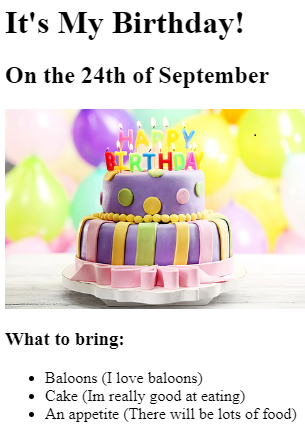 It's My Birthday!
On the 24th of September
HAPPY
BIRTHDAY
What to bring:
Baloons (I love baloons)
Cake (Im really good at eating)
An appetite (There will be lots of food)